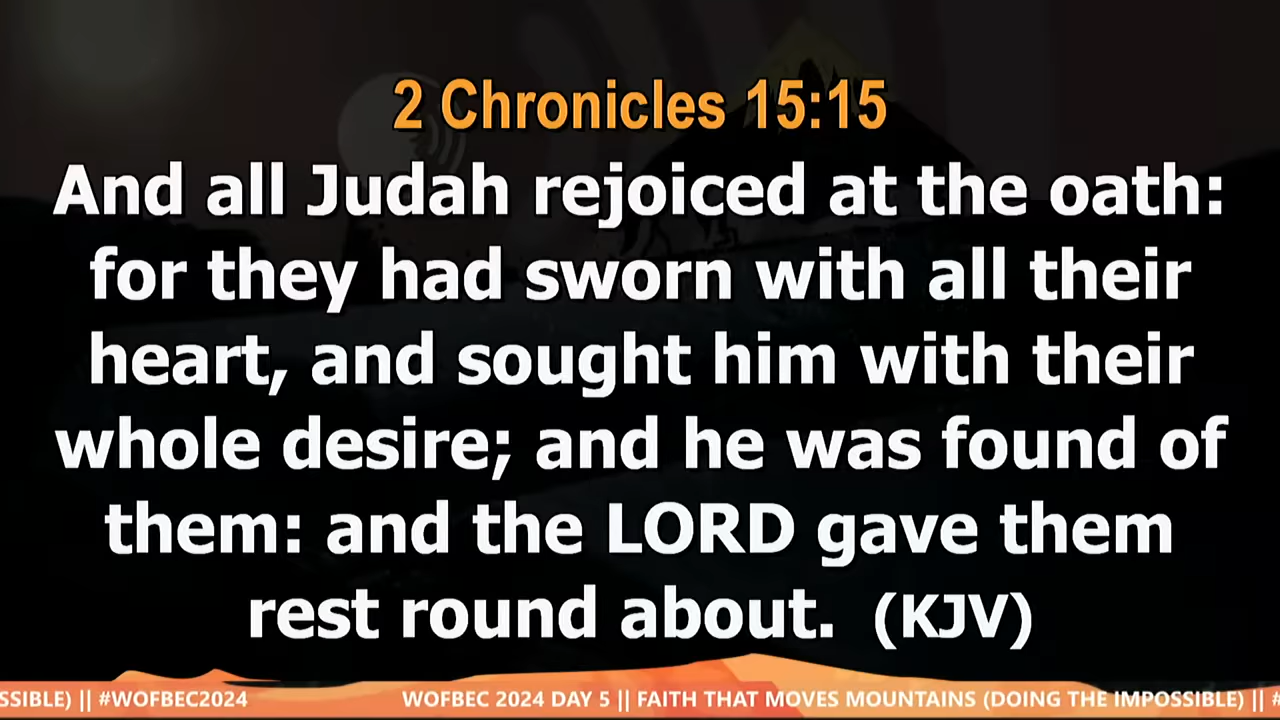 2 Chronicles 15:15
And all Judah rejoiced at the oath:
for they had sworn with all their
heart, and sought him with their
whole desire; and he was found of
them: and the LORD gave them
rest round about. (KJV)
SSIBLE) || #WOFBEC2024 WOFBEC 2024 DAY 5 || FAITH THAT MOVES MOUNTAINS (DOING THE IMPOSSIBLE) || #